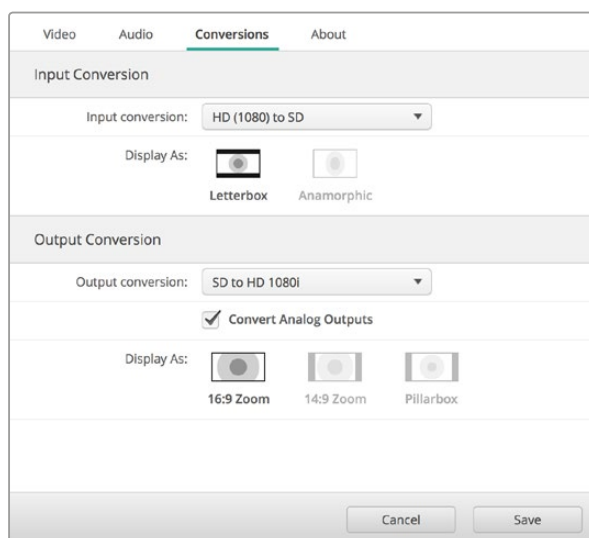 Video Audio Conversions About
Input Conversion
Input conversion: HD (1080) to SD
Display As:
Letterbox Anamorphic
Output Conversion
Output conversion: SD to HD 1080i
Convert Analog Outputs
Display As:
16:9 Zoom 14:9 Zoom Pillarbox
Cancel Save